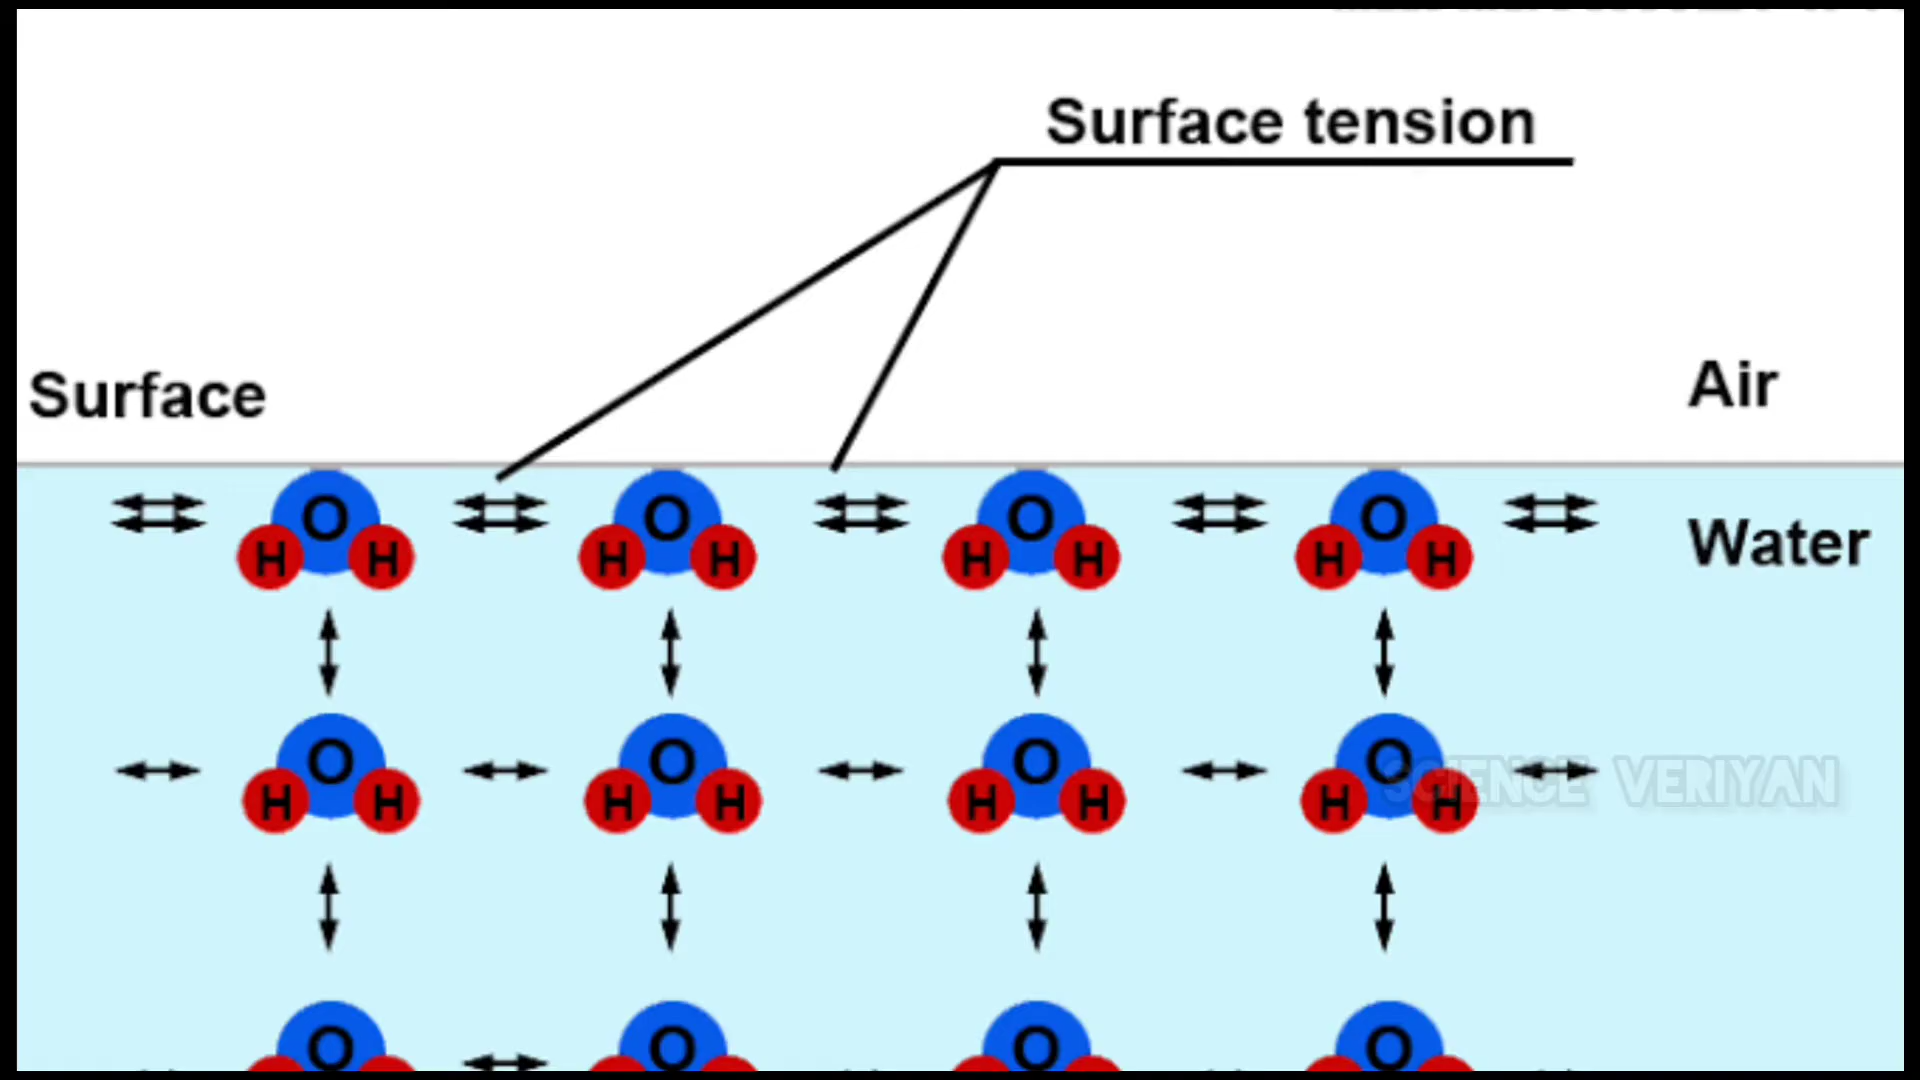 Surface tension
Surface
Air
O O O O
H H H H H H H H
Water
O O O O
H H H H H H H H
SCIENCE VERIYAN
O O O O